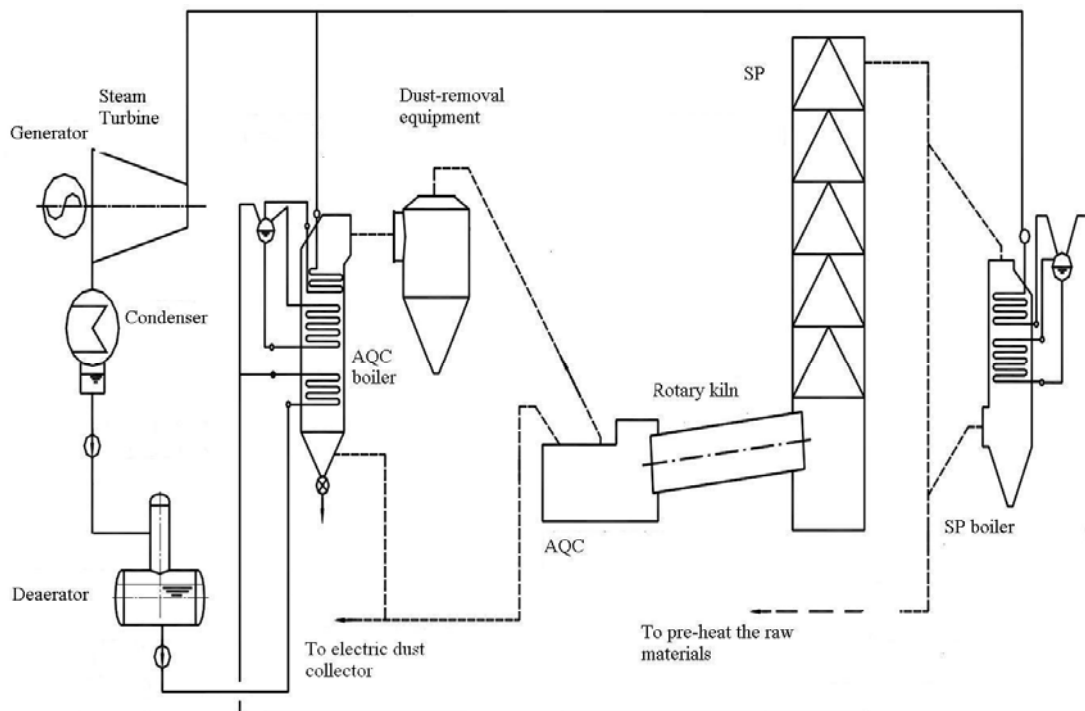 SP
Steam
Turbine
Dust-removal
equipment
Generator
Condenser
AQC
boiler
Rotary kiln
SP boiler
AQC
Deaerator
To electric dust
collector
To pre-heat the raw
materials